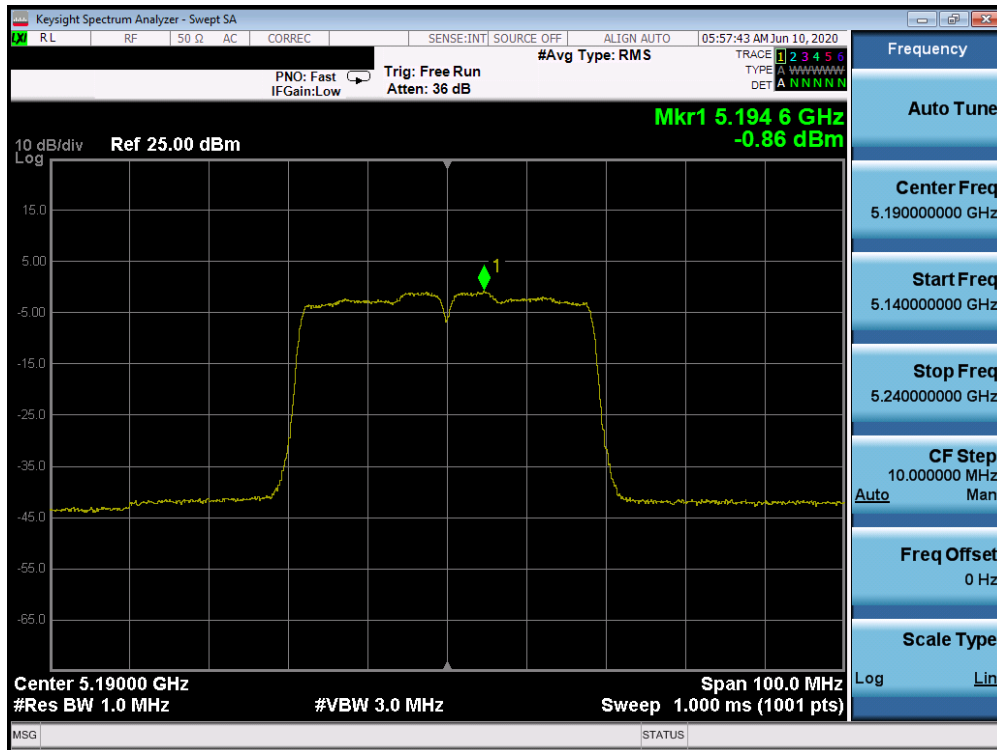 Keysight Spectrum Analyzer - Swept SA
LXI RL RF 50 Ω AC CORREC SENSE:INT SOURCE OFF ALIGN AUTO 05:57:43 AM Jun 10, 2020
#Avg Type: RMS
TRACE 1 2 3 4 5 6
PNO: Fast Trig: Free Run TYPE A WWWWW
IFGain:Low Atten: 36 dB DET A N N N N N
Mkr1 5.194 6 GHz
10 dB/div Ref 25.00 dBm -0.86 dBm
Log
15.0
5.00
1
-5.00
-15.0
-25.0
-35.0
-45.0
-55.0
-65.0
Center 5.19000 GHz Span 100.0 MHz
#Res BW 1.0 MHz #VBW 3.0 MHz Sweep 1.000 ms (1001 pts)
MSG STATUS
Frequency
Auto Tune
Center Freq
5.190000000 GHz
Start Freq
5.140000000 GHz
Stop Freq
5.240000000 GHz
CF Step
10.000000 MHz
Auto Man
Freq Offset
0 Hz
Scale Type
Log Lin